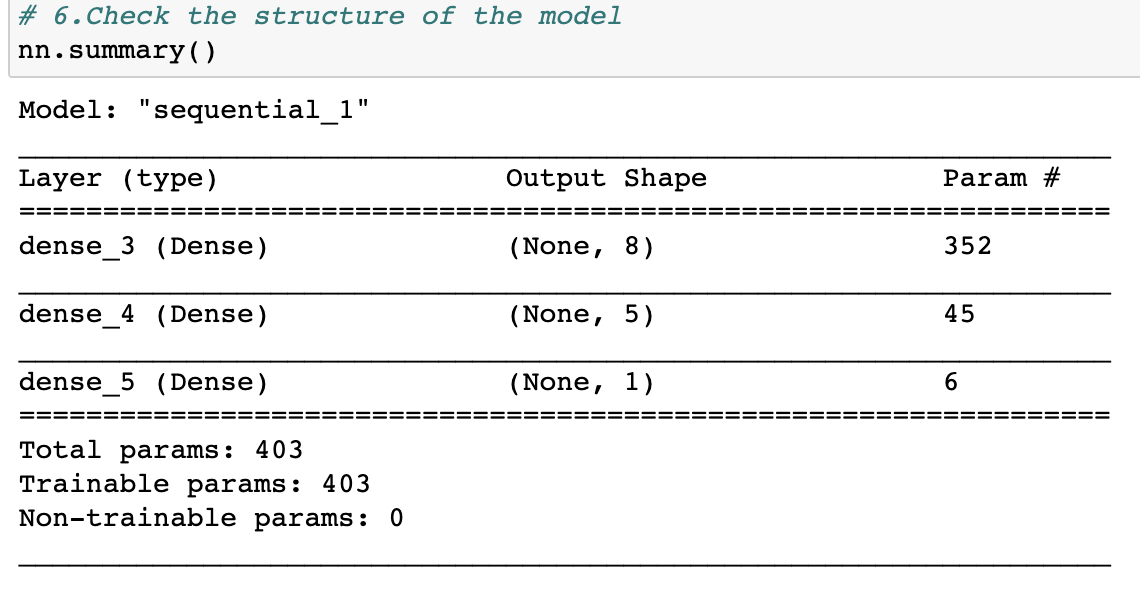 # 6.Check the structure of the model
nn.summary()
Model: "sequential_1"
_________________________________________________________________
Layer (type)                 Output Shape              Param #
=================================================================
dense_3 (Dense)              (None, 8)                 352
_________________________________________________________________
dense_4 (Dense)              (None, 5)                 45
_________________________________________________________________
dense_5 (Dense)              (None, 1)                 6
=================================================================
Total params: 403
Trainable params: 403
Non-trainable params: 0
_________________________________________________________________